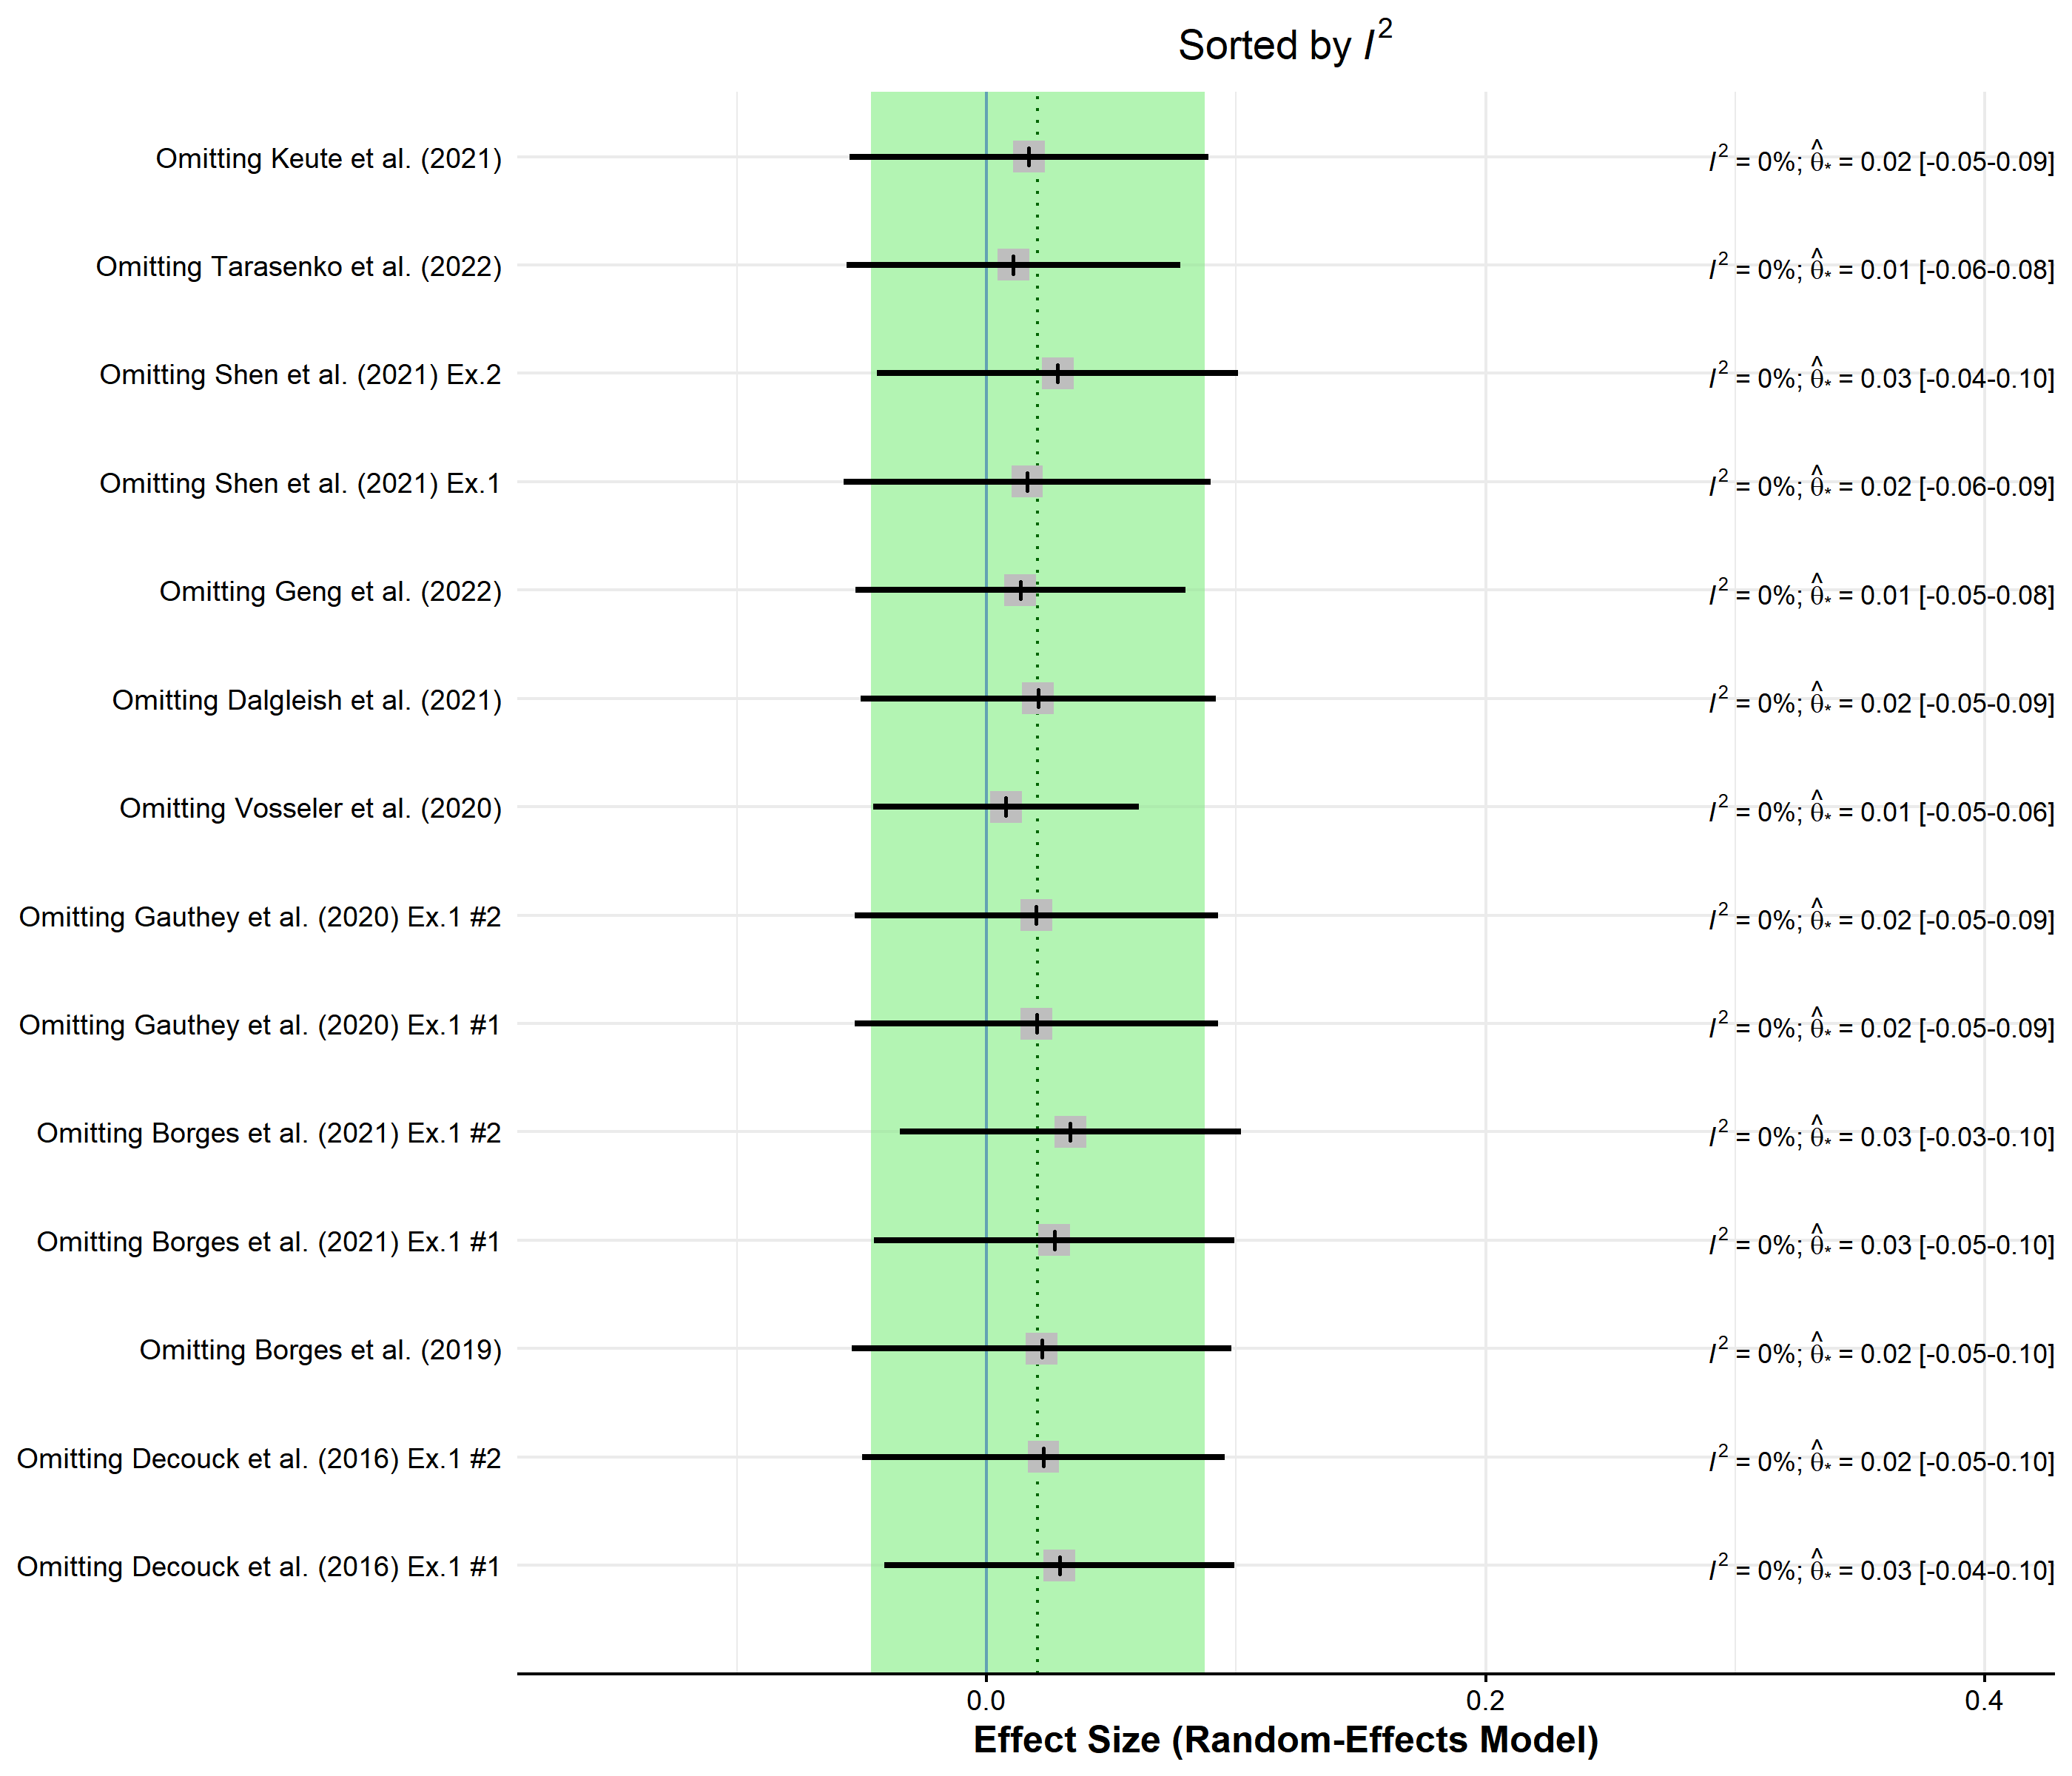 Sorted by I²
Omitting Keute et al. (2021) I² = 0%; θ̂* = 0.02 [-0.05-0.09]
Omitting Tarasenko et al. (2022) I² = 0%; θ̂* = 0.01 [-0.06-0.08]
Omitting Shen et al. (2021) Ex.2 I² = 0%; θ̂* = 0.03 [-0.04-0.10]
Omitting Shen et al. (2021) Ex.1 I² = 0%; θ̂* = 0.02 [-0.06-0.09]
Omitting Geng et al. (2022) I² = 0%; θ̂* = 0.01 [-0.05-0.08]
Omitting Dalgleish et al. (2021) I² = 0%; θ̂* = 0.02 [-0.05-0.09]
Omitting Vosseler et al. (2020) I² = 0%; θ̂* = 0.01 [-0.05-0.06]
Omitting Gauthey et al. (2020) Ex.1 #2 I² = 0%; θ̂* = 0.02 [-0.05-0.09]
Omitting Gauthey et al. (2020) Ex.1 #1 I² = 0%; θ̂* = 0.02 [-0.05-0.09]
Omitting Borges et al. (2021) Ex.1 #2 I² = 0%; θ̂* = 0.03 [-0.03-0.10]
Omitting Borges et al. (2021) Ex.1 #1 I² = 0%; θ̂* = 0.03 [-0.05-0.10]
Omitting Borges et al. (2019) I² = 0%; θ̂* = 0.02 [-0.05-0.10]
Omitting Decouck et al. (2016) Ex.1 #2 I² = 0%; θ̂* = 0.02 [-0.05-0.10]
Omitting Decouck et al. (2016) Ex.1 #1 I² = 0%; θ̂* = 0.03 [-0.04-0.10]
0.0 0.2 0.4
Effect Size (Random-Effects Model)